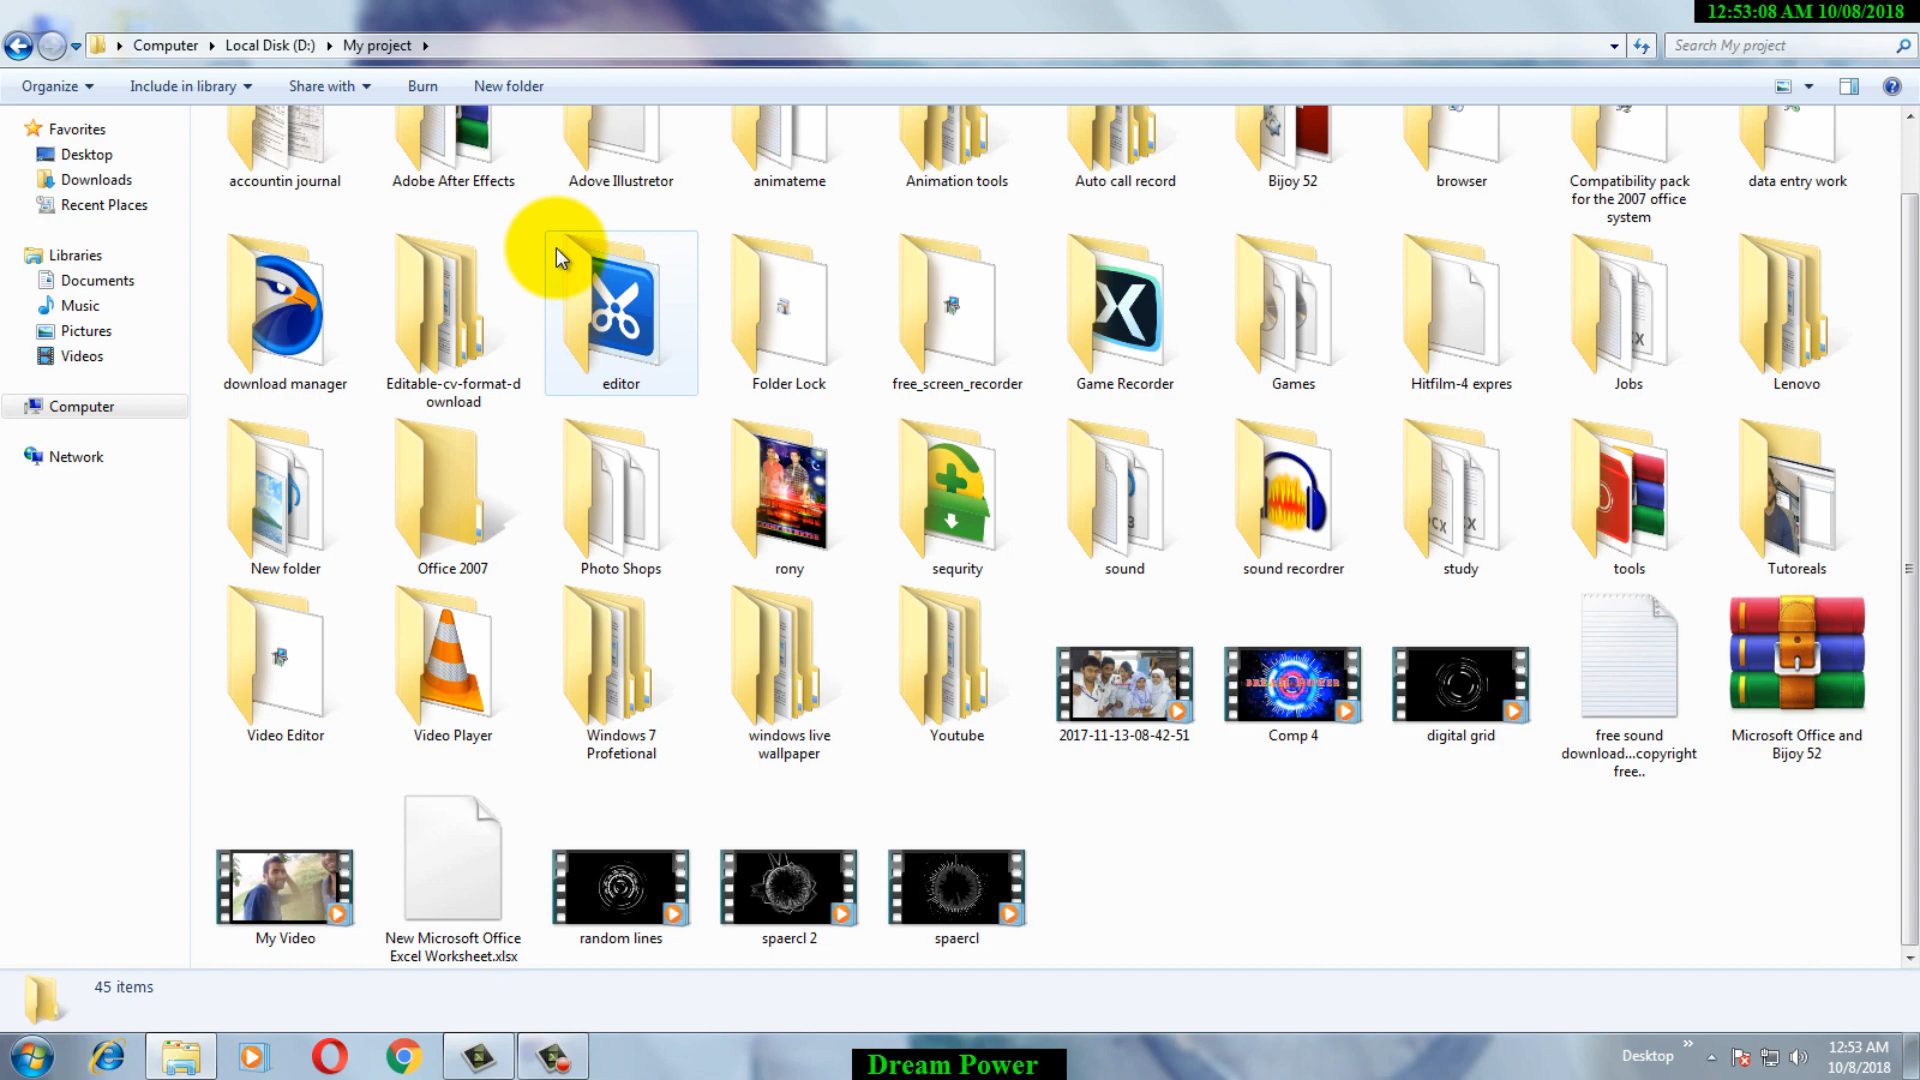 12:53:08 AM 10/08/2018
Computer Local Disk (D:) My project
Search My project
Organize Include in library Share with Burn New folder
Favorites
Desktop
Downloads
Recent Places
Libraries
Documents
Music
Pictures
Videos
Computer
Network
accountin journal
Adobe After Effects
Adove Illustretor
animateme
Animation tools
Auto call record
Bijoy 52
browser
Compatibility pack
for the 2007 office
system
data entry work
download manager
Editable-cv-format-d
ownload
editor
Folder Lock
free_screen_recorder
Game Recorder
Games
Hitfilm-4 expres
Jobs
Lenovo
New folder
Office 2007
Photo Shops
rony
sequrity
sound
sound recordrer
study
tools
Tutoreals
Video Editor
Video Player
Windows 7
Profetional
windows live
wallpaper
Youtube
2017-11-13-08-42-51
DREAM POWER
Comp 4
digital grid
free sound
download...copyright
free..
Microsoft Office and
Bijoy 52
My Video
New Microsoft Office
Excel Worksheet.xlsx
random lines
spaercl 2
spaercl
45 items
Dream Power
Desktop
12:53 AM
10/8/2018